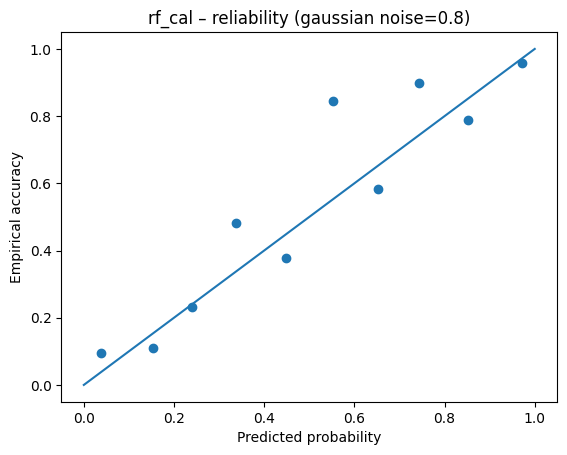 rf_cal – reliability (gaussian noise=0.8)
1.0
0.8
0.6
0.4
0.2
0.0
Empirical accuracy
0.0 0.2 0.4 0.6 0.8 1.0
Predicted probability